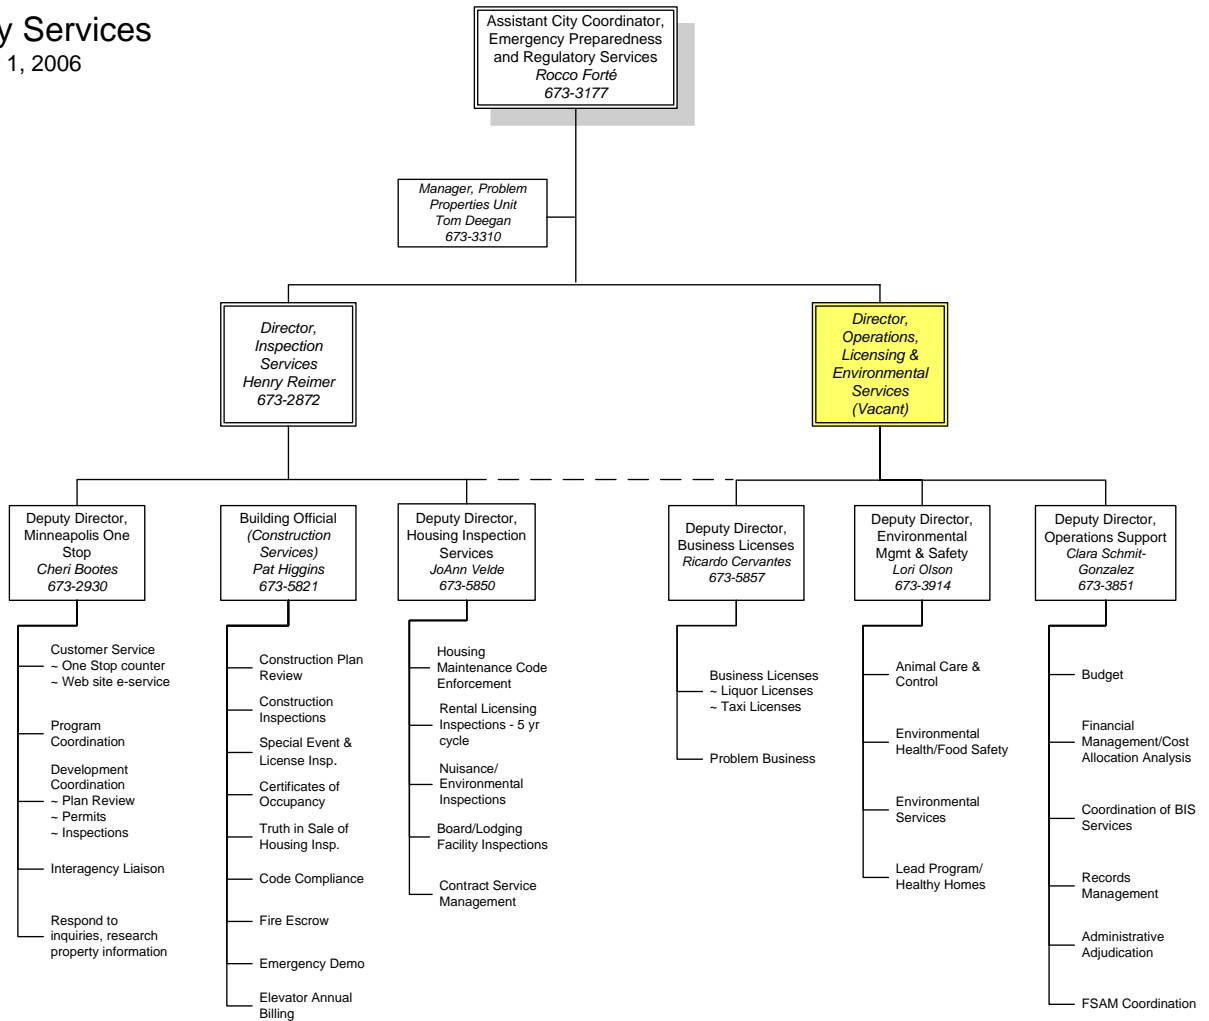 y Services
1, 2006
Assistant City Coordinator,
Emergency Preparedness
and Regulatory Services
Rocco Forté
673-3177
Manager, Problem
Properties Unit
Tom Deegan
673-3310
Director,
Inspection
Services
Henry Reimer
673-2872
Director,
Operations,
Licensing &
Environmental
Services
(Vacant)
Deputy Director,
Minneapolis One
Stop
Cheri Bootes
673-2930
Building Official
(Construction
Services)
Pat Higgins
673-5821
Deputy Director,
Housing Inspection
Services
JoAnn Velde
673-5850
Deputy Director,
Business Licenses
Ricardo Cervantes
673-5857
Deputy Director,
Environmental
Mgmt & Safety
Lori Olson
673-3914
Deputy Director,
Operations Support
Clara Schmit-
Gonzalez
673-3851
Customer Service
~ One Stop counter
~ Web site e-service
Program
Coordination
Development
Coordination
~ Plan Review
~ Permits
~ Inspections
Interagency Liaison
Respond to
inquiries, research
property information
Construction Plan
Review
Construction
Inspections
Special Event &
License Insp.
Certificates of
Occupancy
Truth in Sale of
Housing Insp.
Code Compliance
Fire Escrow
Emergency Demo
Elevator Annual
Billing
Housing
Maintenance Code
Enforcement
Rental Licensing
Inspections - 5 yr
cycle
Nuisance/
Environmental
Inspections
Board/Lodging
Facility Inspections
Contract Service
Management
Business Licenses
~ Liquor Licenses
~ Taxi Licenses
Problem Business
Animal Care &
Control
Environmental
Health/Food Safety
Environmental
Services
Lead Program/
Healthy Homes
Budget
Financial
Management/Cost
Allocation Analysis
Coordination of BIS
Services
Records
Management
Administrative
Adjudication
FSAM Coordination